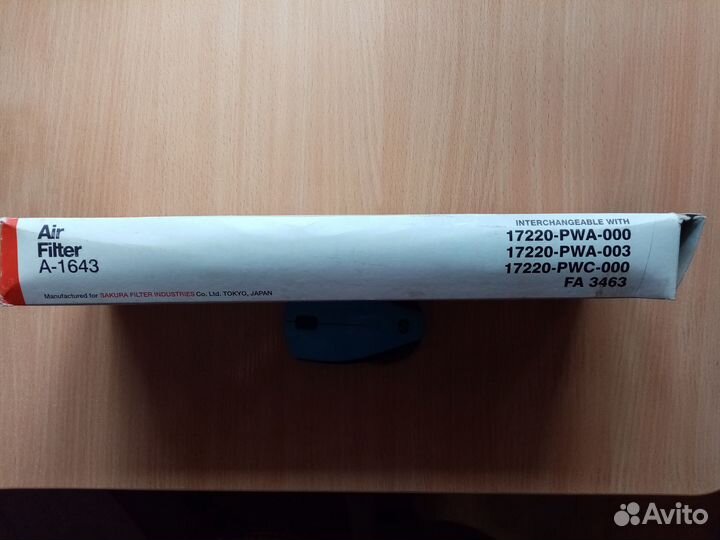 Air
Filter
A-1643
Manufactured for SAKURA FILTER INDUSTRIES Co. Ltd. TOKYO, JAPAN
INTERCHANGEABLE WITH
17220-PWA-000
17220-PWA-003
17220-PWC-000
FA 3463
Avito